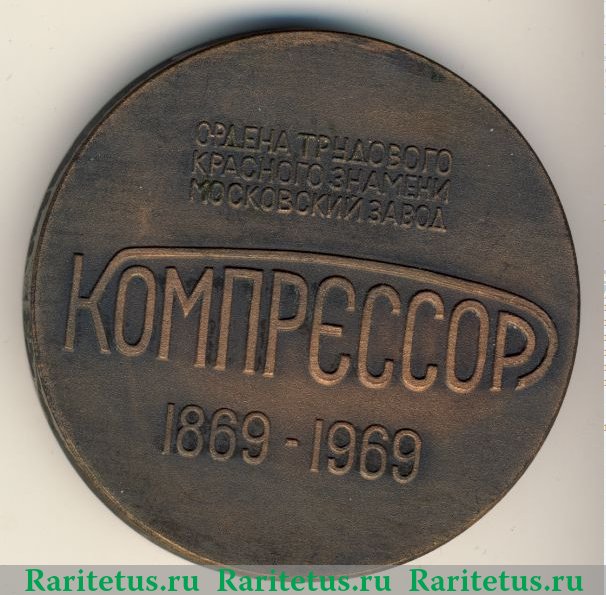 ОРДЕНА ТРУДОВОГО
КРАСНОГО ЗНАМЕНИ
МОСКОВСКИЙ ЗАВОД
КОМПРЕССОР
1869 - 1969
Raritetus.ru Raritetus.ru Raritetus.ru